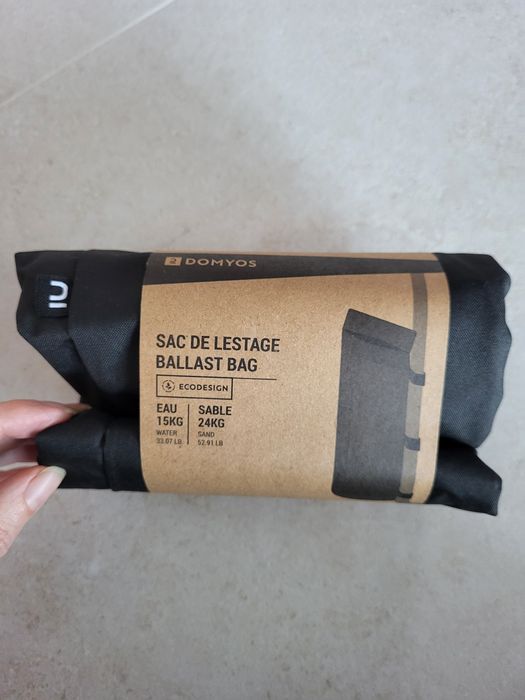 DOMYOS
SAC DE LESTAGE
BALLAST BAG
ECODESIGN
EAU
15KG
WATER
33.07 LB
SABLE
24KG
SAND
52.91 LB